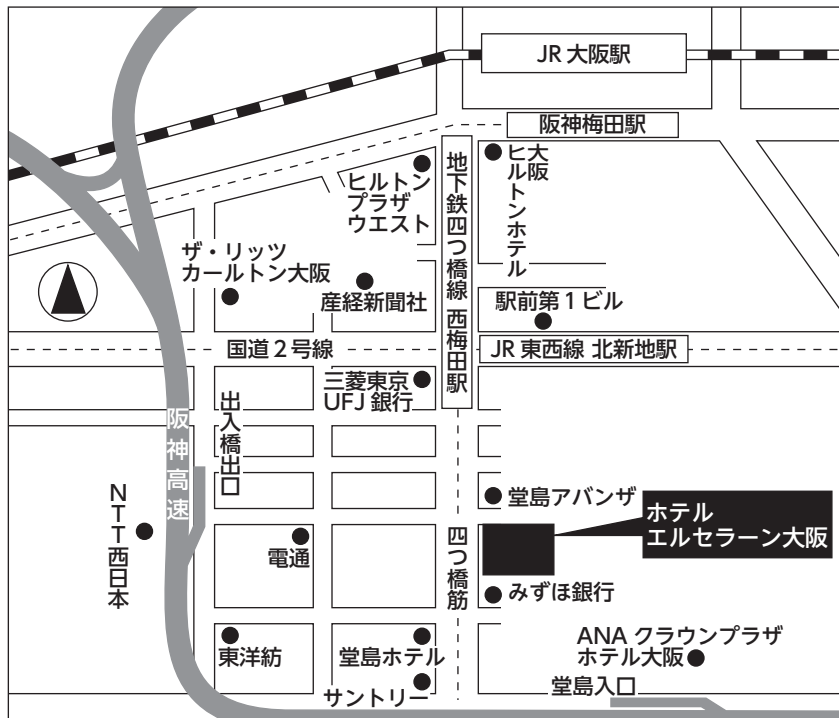 JR 大阪駅
阪神梅田駅
地下鉄四つ橋線 西梅田駅
大阪
ヒルトンホテル
ヒルトン
プラザ
ウエスト
ザ・リッツ
カールトン大阪
産経新聞社
駅前第1ビル
国道2号線
JR 東西線 北新地駅
三菱東京
UFJ 銀行
出入橋出口
阪神高速
堂島アバンザ
ホテル
エルセラーン大阪
NTT西日本
電通
四つ橋筋
みずほ銀行
東洋紡
堂島ホテル
ANA クラウンプラザ
ホテル大阪
サントリー
堂島入口